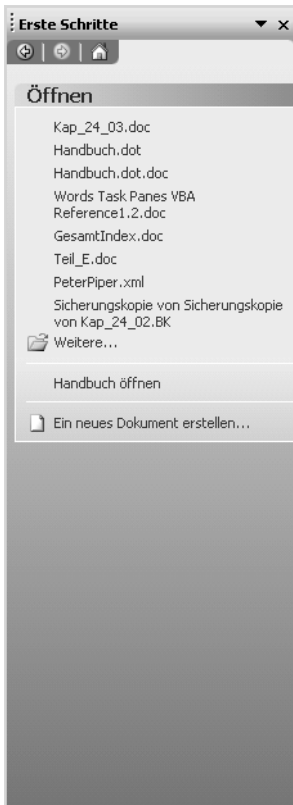 Erste Schritte
Öffnen
Kap_24_03.doc
Handbuch.dot
Handbuch.dot.doc
Words Task Panes VBA
Reference1.2.doc
GesamtIndex.doc
Teil_E.doc
PeterPiper.xml
Sicherungskopie von Sicherungskopie
von Kap_24_02.BK
Weitere...
Handbuch öffnen
Ein neues Dokument erstellen...